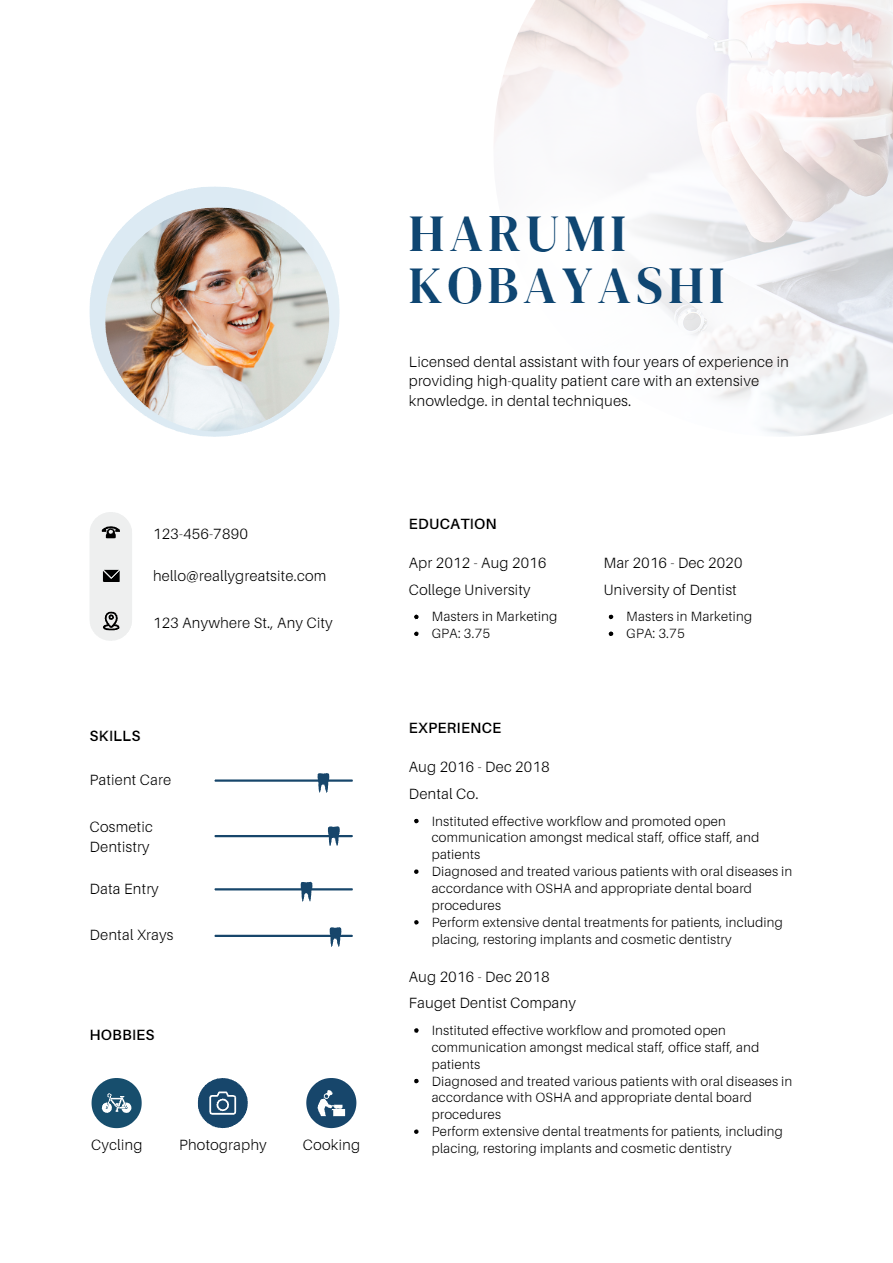 HARUMI
KOBAYASHI
Licensed dental assistant with four years of experience in
providing high-quality patient care with an extensive
knowledge. in dental techniques.
123-456-7890
hello@reallygreatsite.com
123 Anywhere St., Any City
EDUCATION
Apr 2012 - Aug 2016
College University
• Masters in Marketing
• GPA: 3.75
Mar 2016 - Dec 2020
University of Dentist
• Masters in Marketing
• GPA: 3.75
SKILLS
Patient Care
Cosmetic
Dentistry
Data Entry
Dental Xrays
HOBBIES
Cycling
Photography
Cooking
EXPERIENCE
Aug 2016 - Dec 2018
Dental Co.
• Instituted effective workflow and promoted open
communication amongst medical staff, office staff, and
patients
• Diagnosed and treated various patients with oral diseases in
accordance with OSHA and appropriate dental board
procedures
• Perform extensive dental treatments for patients, including
placing, restoring implants and cosmetic dentistry
Aug 2016 - Dec 2018
Fauget Dentist Company
• Instituted effective workflow and promoted open
communication amongst medical staff, office staff, and
patients
• Diagnosed and treated various patients with oral diseases in
accordance with OSHA and appropriate dental board
procedures
• Perform extensive dental treatments for patients, including
placing, restoring implants and cosmetic dentistry